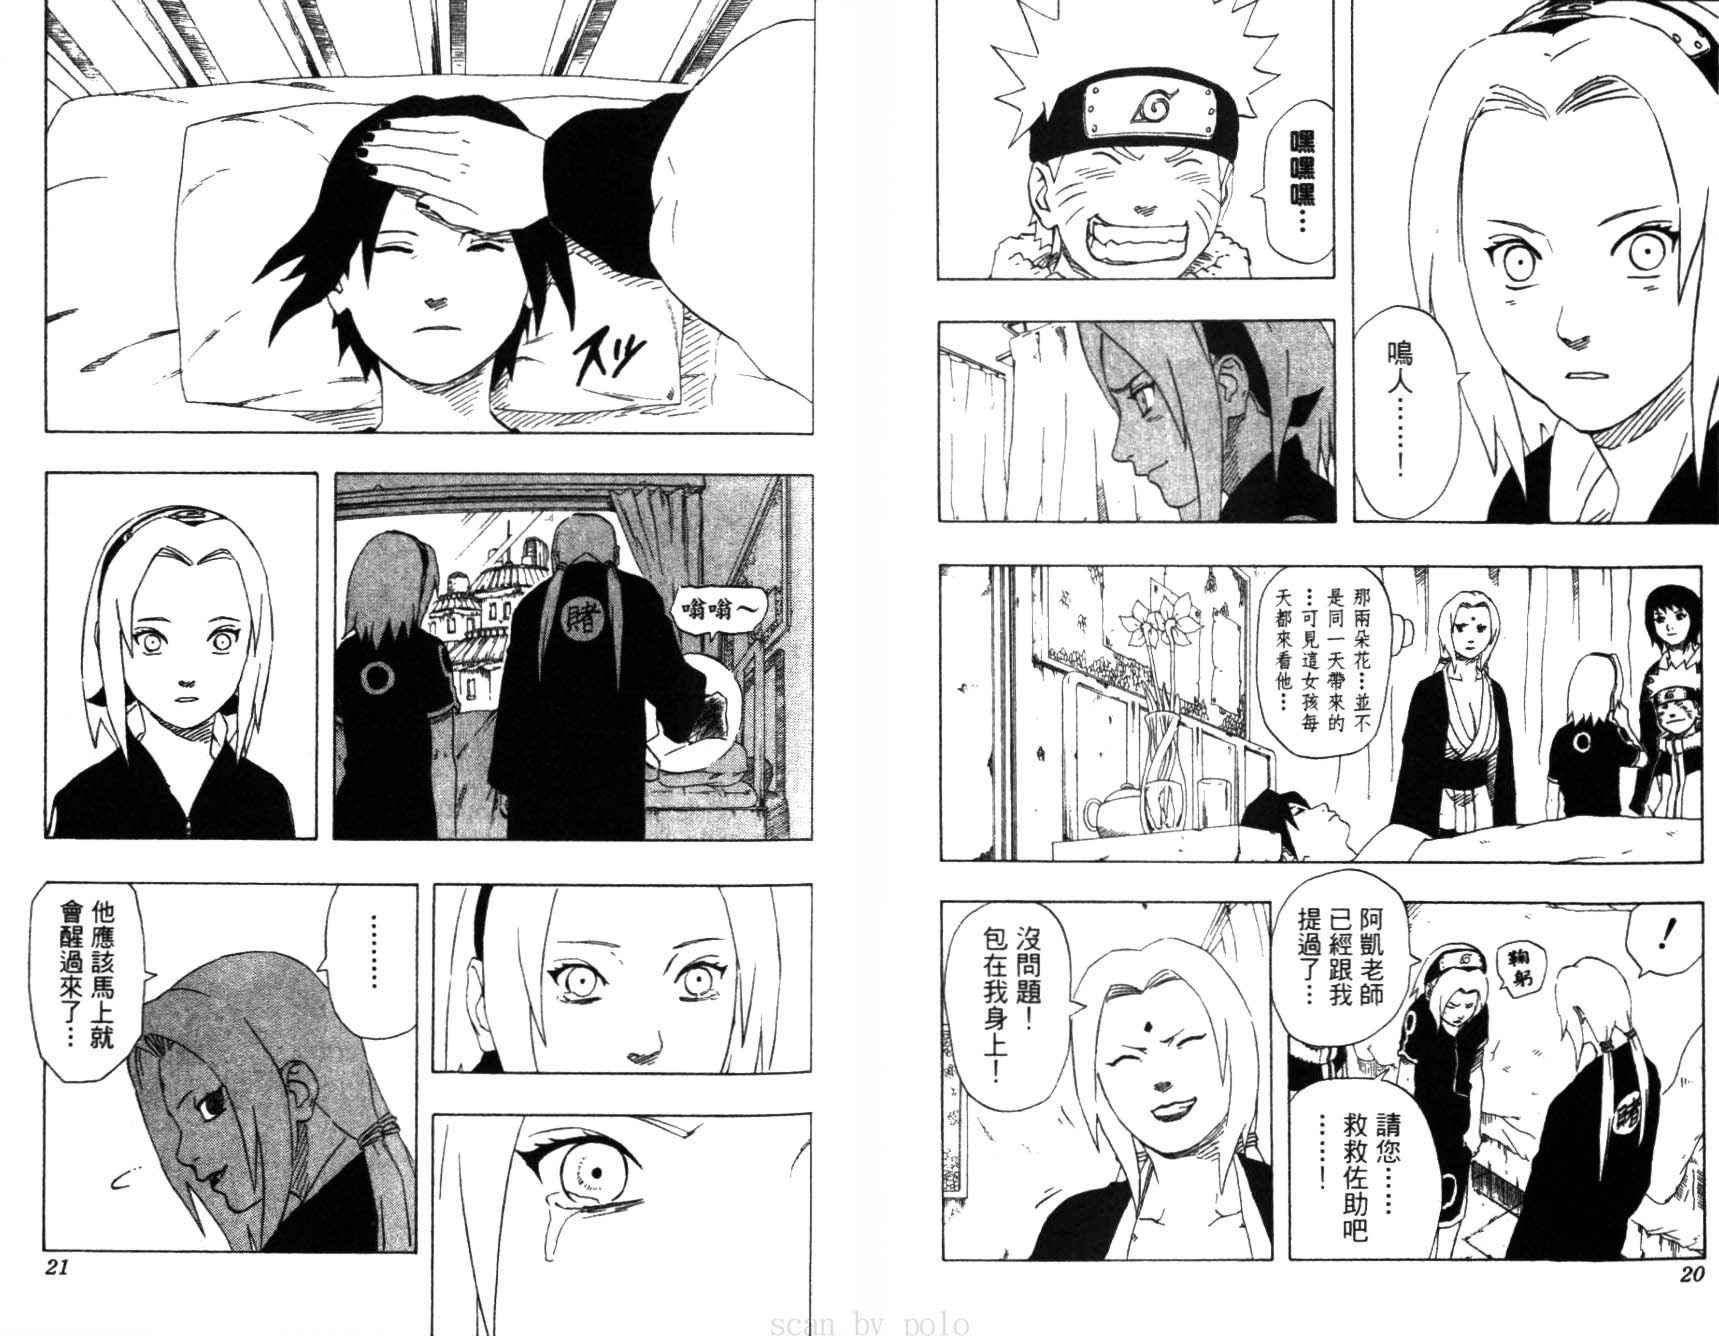 鳴人……！
嘿嘿嘿…
那兩朵花…並不
是同一天帶來的
…可見這女孩每
天都來看他…
！
鞠躬
阿凱老師
已經跟我
提過了…
請您……
救救佐助吧
……！
賭
沒問題！
包在我身上！
20
スッ
嗡嗡～
賭
………
他應該馬上就
會醒過來了…
21
scan by polo